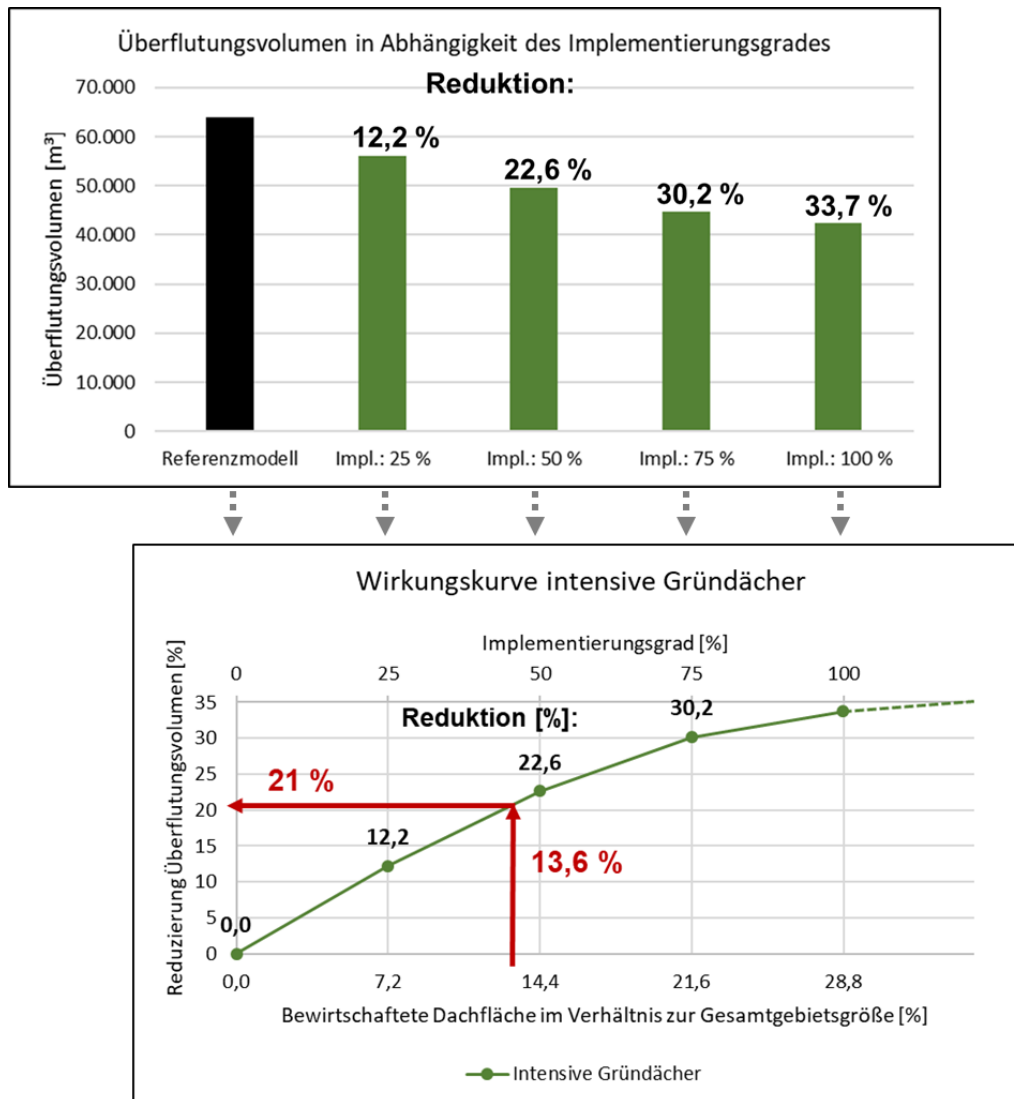 Überflutungsvolumen in Abhängigkeit des Implementierungsgrades
Reduktion:
Überflutungsvolumen [m³]
70.000
60.000
50.000
40.000
30.000
20.000
10.000
0
12,2 %
22,6 %
30,2 %
33,7 %
Referenzmodell
Impl.: 25 %
Impl.: 50 %
Impl.: 75 %
Impl.: 100 %
Wirkungskurve intensive Gründächer
Implementierungsgrad [%]
0 25 50 75 100
Reduzierung Überflutungsvolumen [%]
35
30
25
20
15
10
5
0
Reduktion [%]:
30,2
22,6
21 %
12,2
13,6 %
0,0
0,0 7,2 14,4 21,6 28,8
Bewirtschaftete Dachfläche im Verhältnis zur Gesamtgebietsgröße [%]
Intensive Gründächer